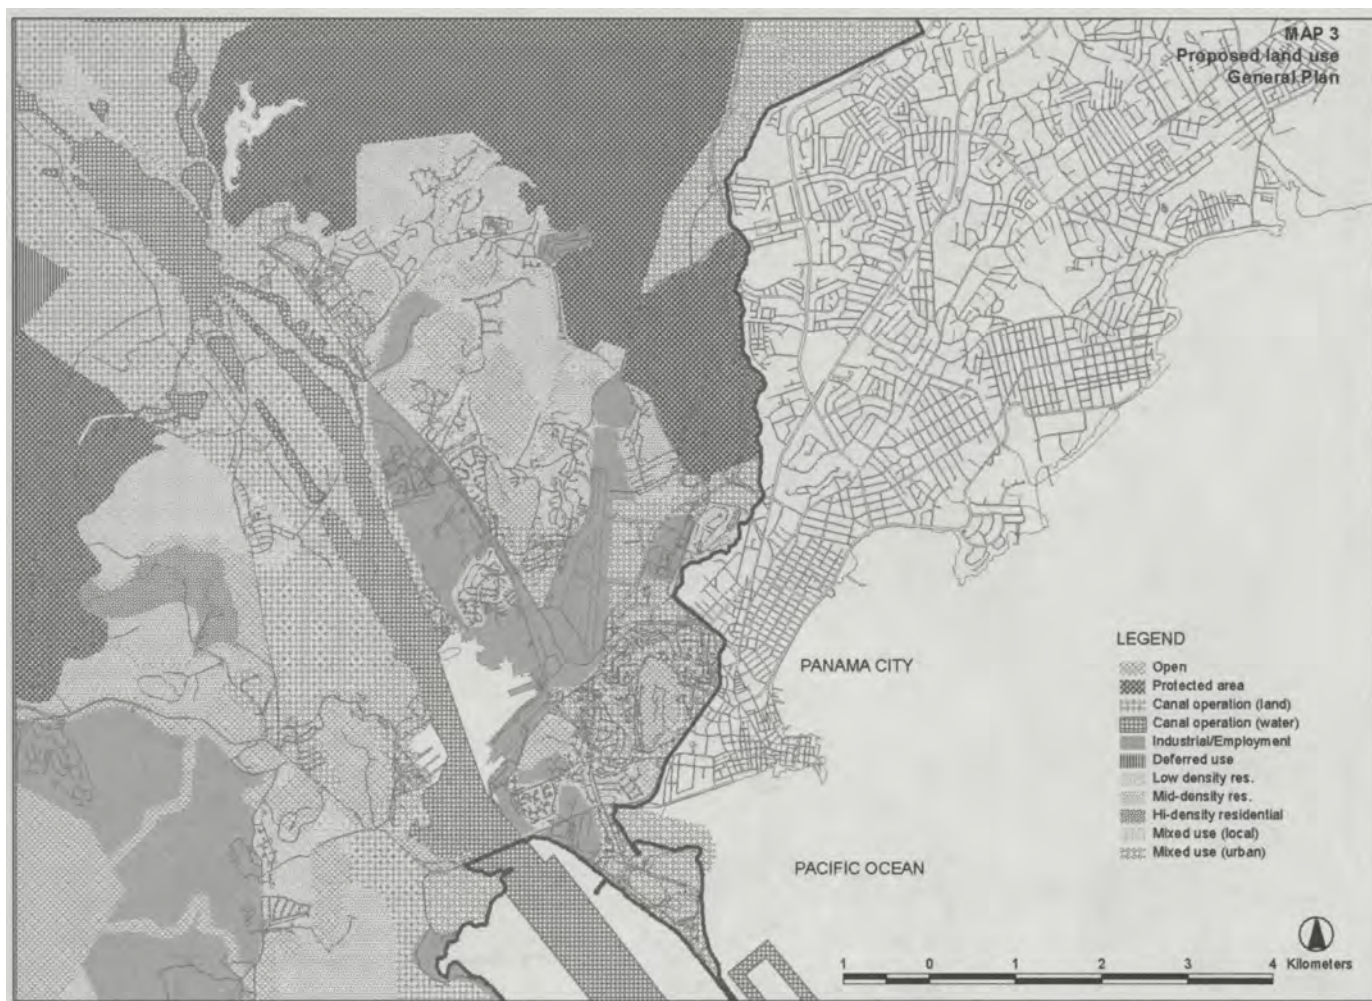 MAP 3
Proposed land use
General Plan
PANAMA CITY
PACIFIC OCEAN
LEGEND
Open
Protected area
Canal operation (land)
Canal operation (water)
Industrial/Employment
Deferred use
Low density res.
Mid-density res.
Hi-density residential
Mixed use (local)
Mixed use (urban)
1 0 1 2 3 4
Kilometers